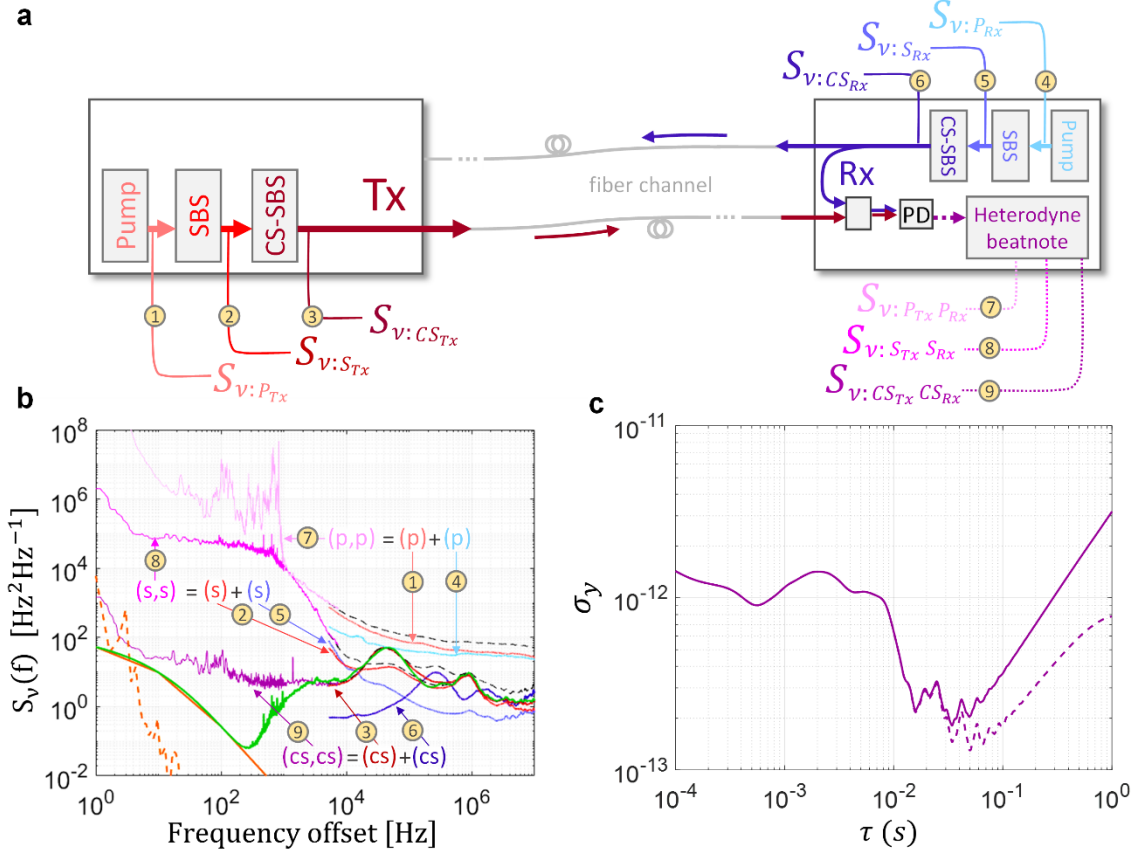 a
S_ν:P_Rx
S_ν:S_Rx
S_ν:CS_Rx
6
5
4
Pump
SBS
CS-SBS
Tx
fiber channel
CS-SBS
SBS
Pump
Rx
PD
Heterodyne
beatnote
1
2
3
S_ν:CS_Tx
S_ν:S_Tx
S_ν:P_Tx
7
S_ν:P_Tx P_Rx
8
S_ν:S_Tx S_Rx
9
S_ν:CS_Tx CS_Rx
b
S_ν(f) [Hz²Hz⁻¹]
10⁸
10⁶
10⁴
10²
10⁰
10⁻²
7 (p,p) = (p) + (p)
8
1
4
(s,s) = (s) + (s)
2
5
9
3
6
(cs,cs) = (cs) + (cs)
10⁰
10²
10⁴
10⁶
Frequency offset [Hz]
c
σ_y
10⁻¹¹
10⁻¹²
10⁻¹³
10⁻⁴
10⁻³
10⁻²
10⁻¹
10⁰
τ (s)